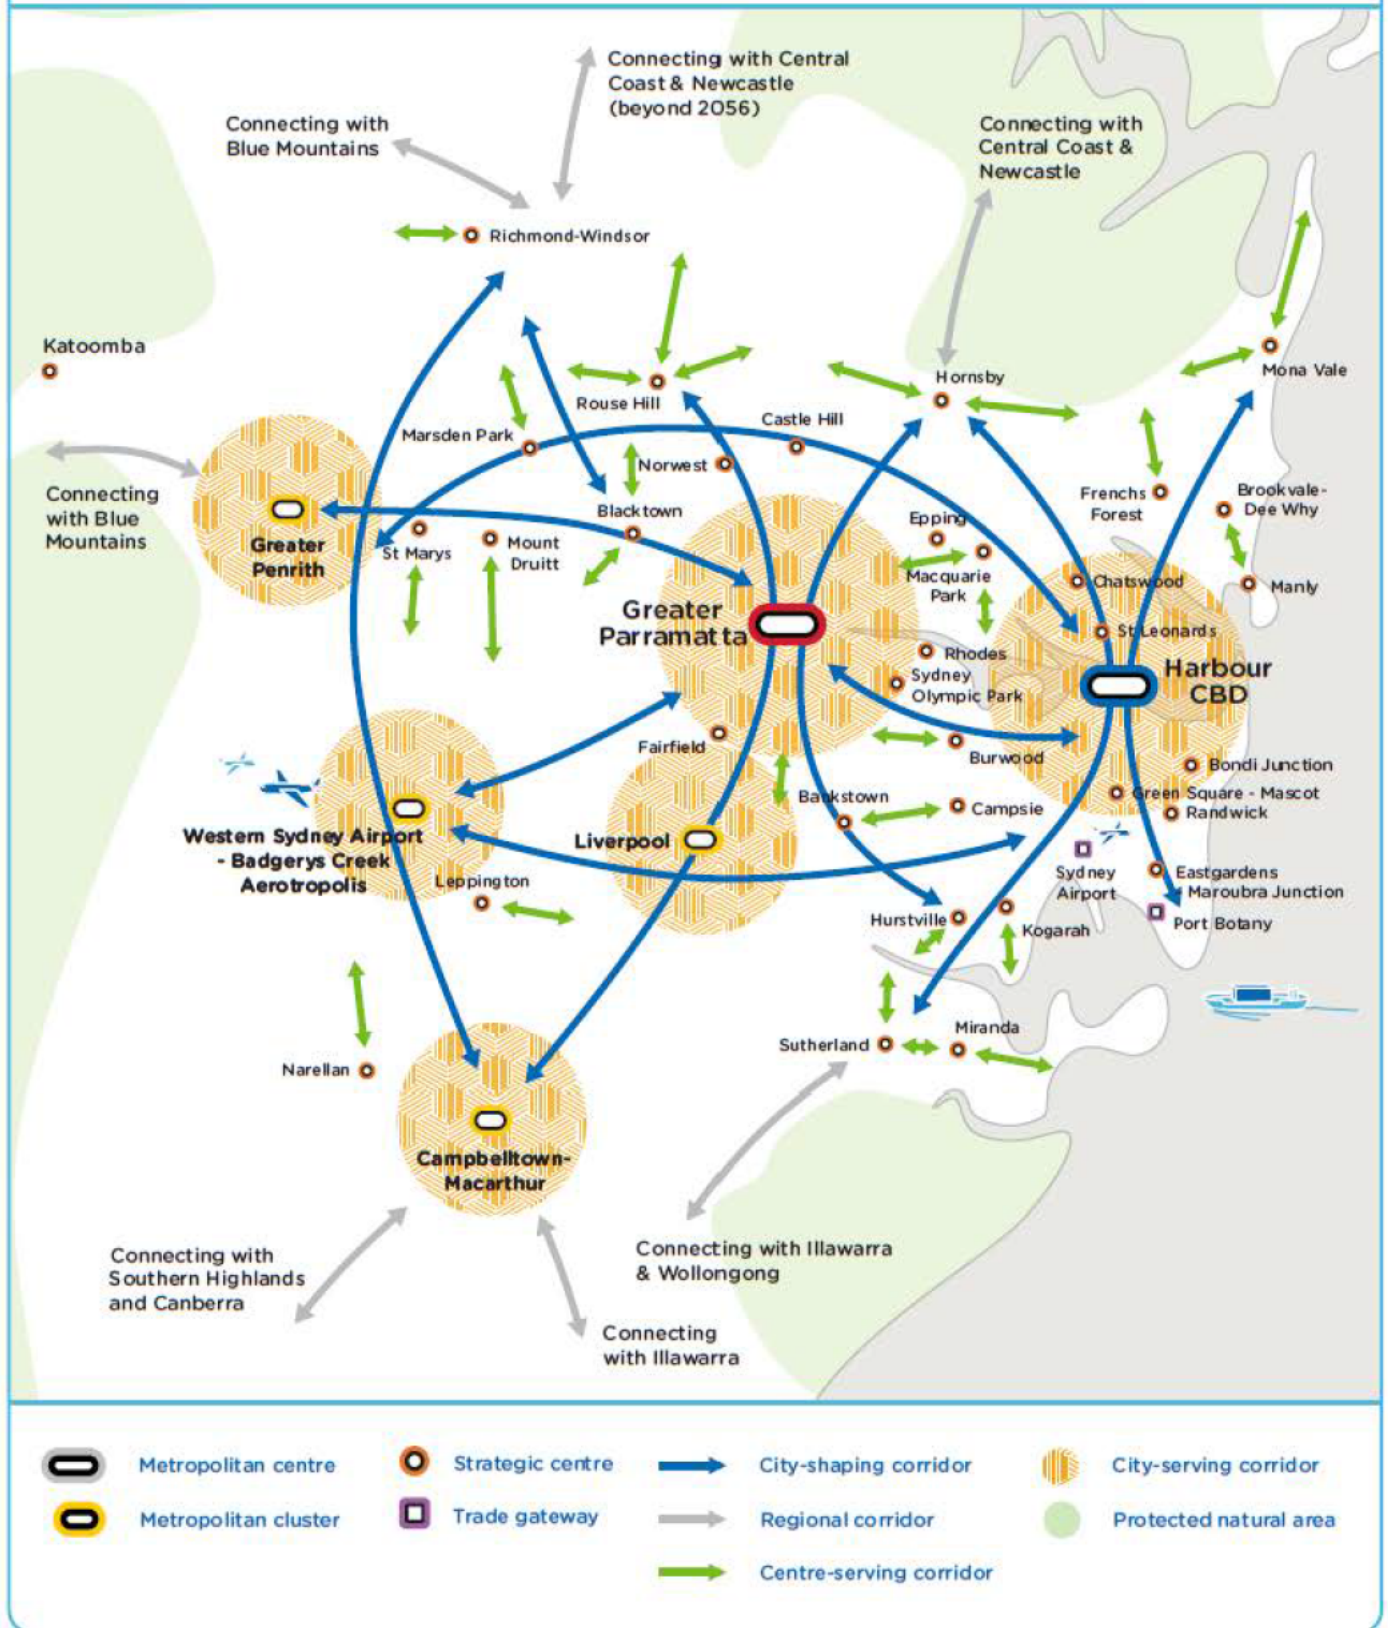 Connecting with Central
Coast & Newcastle
(beyond 2056)
Connecting with
Blue Mountains
Connecting with
Central Coast &
Newcastle
Richmond-Windsor
Katoomba
Mona Vale
Hornsby
Rouse Hill
Castle Hill
Marsden Park
Norwest
Connecting
with Blue
Mountains
Frenchs
Forest
Brookvale-
Dee Why
Blacktown
Epping
Greater
Penrith
St Marys
Mount
Druitt
Macquarie
Park
Chatswood
Manly
Greater
Parramatta
St Leonards
Rhodes
Sydney
Olympic Park
Harbour
CBD
Fairfield
Burwood
Bondi Junction
Bankstown
Campsie
Green Square - Mascot
Randwick
Western Sydney Airport
- Badgerys Creek
Aerotropolis
Liverpool
Leppington
Sydney
Airport
Eastgardens
Maroubra Junction
Hurstville
Kogarah
Port Botany
Sutherland
Miranda
Narellan
Campbelltown-
Macarthur
Connecting with
Southern Highlands
and Canberra
Connecting with Illawarra
& Wollongong
Connecting
with Illawarra
Metropolitan centre
Strategic centre
City-shaping corridor
City-serving corridor
Metropolitan cluster
Trade gateway
Regional corridor
Protected natural area
Centre-serving corridor